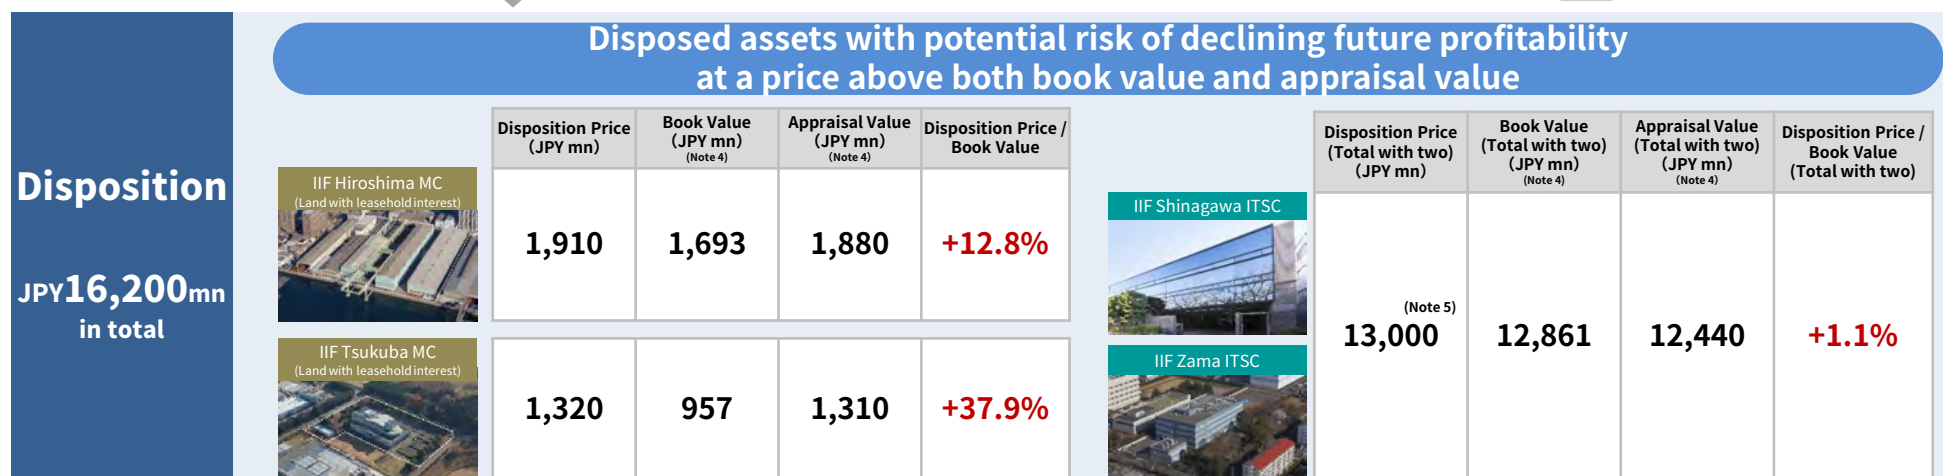 Disposed assets with potential risk of declining future profitability
at a price above both book value and appraisal value
Disposition
JPY16,200mn
in total
Disposition Price
(JPY mn)
Book Value
(JPY mn)
(Note 4)
Appraisal Value
(JPY mn)
(Note 4)
Disposition Price /
Book Value
IIF Hiroshima MC
(Land with leasehold interest)
1,910
1,693
1,880
+12.8%
IIF Tsukuba MC
(Land with leasehold interest)
1,320
957
1,310
+37.9%
Disposition Price
(Total with two)
(JPY mn)
Book Value
(Total with two)
(JPY mn)
(Note 4)
Appraisal Value
(Total with two)
(JPY mn)
(Note 4)
Disposition Price /
Book Value
(Total with two)
IIF Shinagawa ITSC
IIF Zama ITSC
(Note 5)
13,000
12,861
12,440
+1.1%